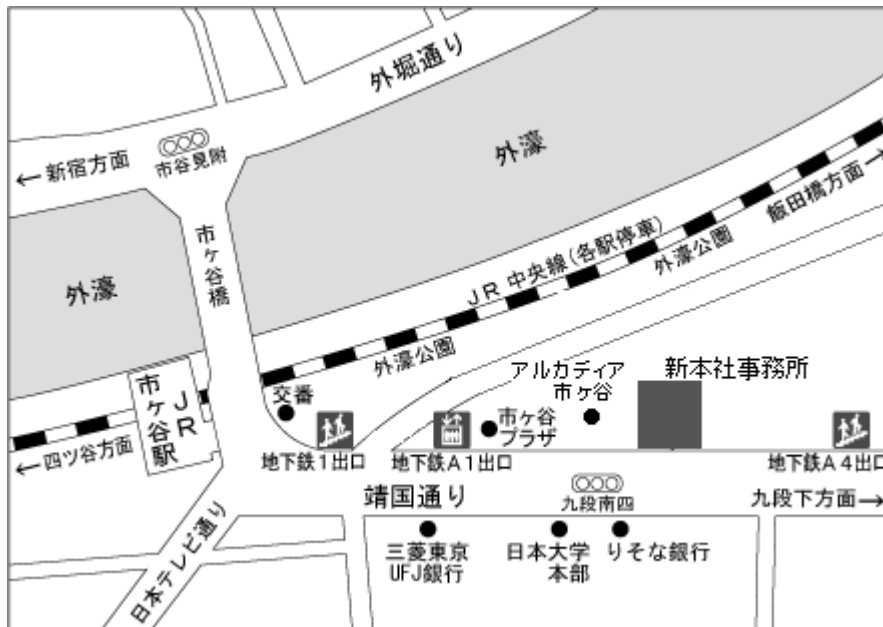 外堀通り
←新宿方面
市谷見附
外濠
飯田橋方面→
市ヶ谷橋
外濠
JR 中央線(各駅停車)
外濠公園
外濠公園
アルカディア
市ヶ谷
新本社事務所
交番
JR
市ヶ谷駅
市ヶ谷
プラザ
←四ツ谷方面
地下鉄1出口
地下鉄A1出口
地下鉄A4出口
靖国通り
九段南四
九段下方面→
日本テレビ通り
三菱東京
UFJ銀行
日本大学
本部
りそな銀行